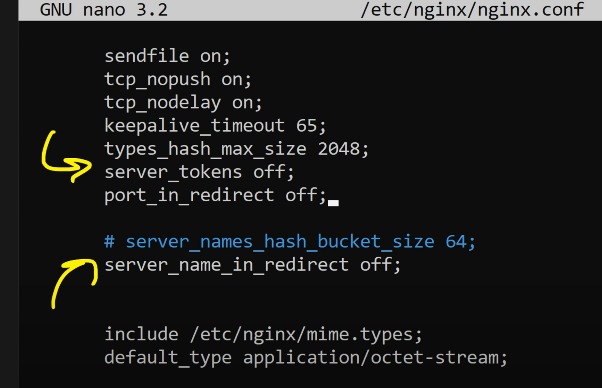 GNU nano 3.2 /etc/nginx/nginx.conf
sendfile on;
tcp_nopush on;
tcp_nodelay on;
keepalive_timeout 65;
types_hash_max_size 2048;
server_tokens off;
port_in_redirect off;
# server_names_hash_bucket_size 64;
server_name_in_redirect off;
include /etc/nginx/mime.types;
default_type application/octet-stream;